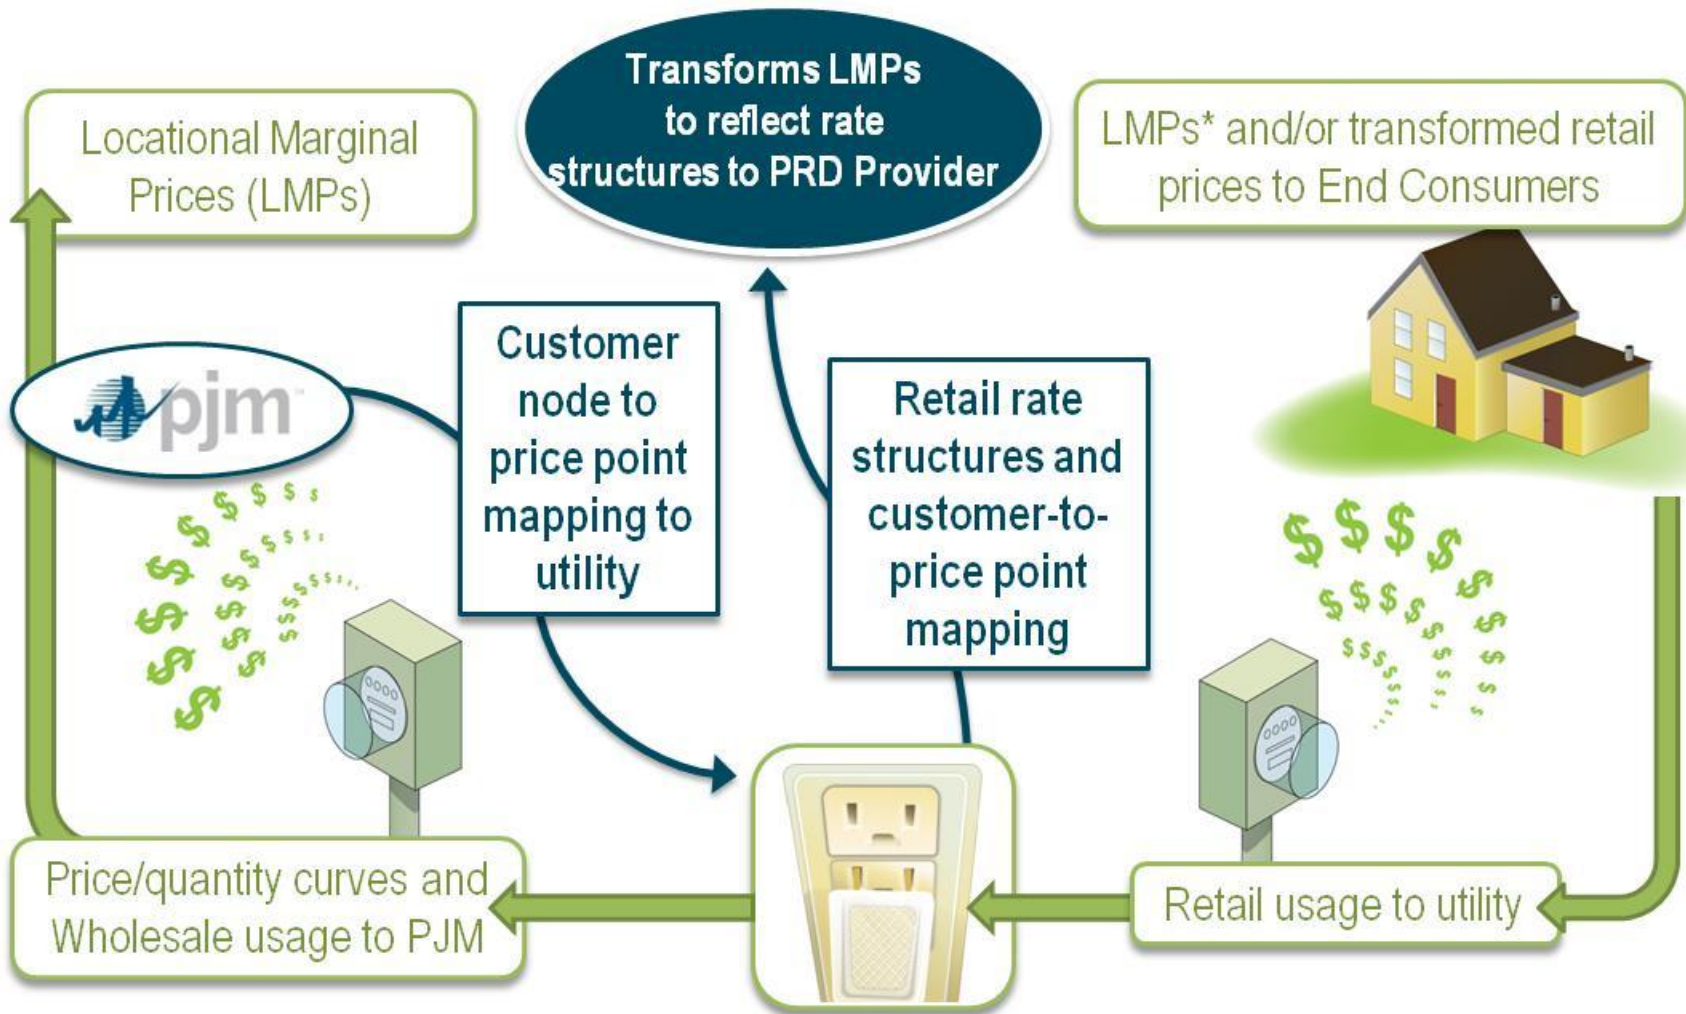 Transforms LMPs
to reflect rate
structures to PRD Provider
Locational Marginal
Prices (LMPs)
LMPs* and/or transformed retail
prices to End Consumers
pjm™
Customer
node to
price point
mapping to
utility
Retail rate
structures and
customer-to-
price point
mapping
Price/quantity curves and
Wholesale usage to PJM
Retail usage to utility